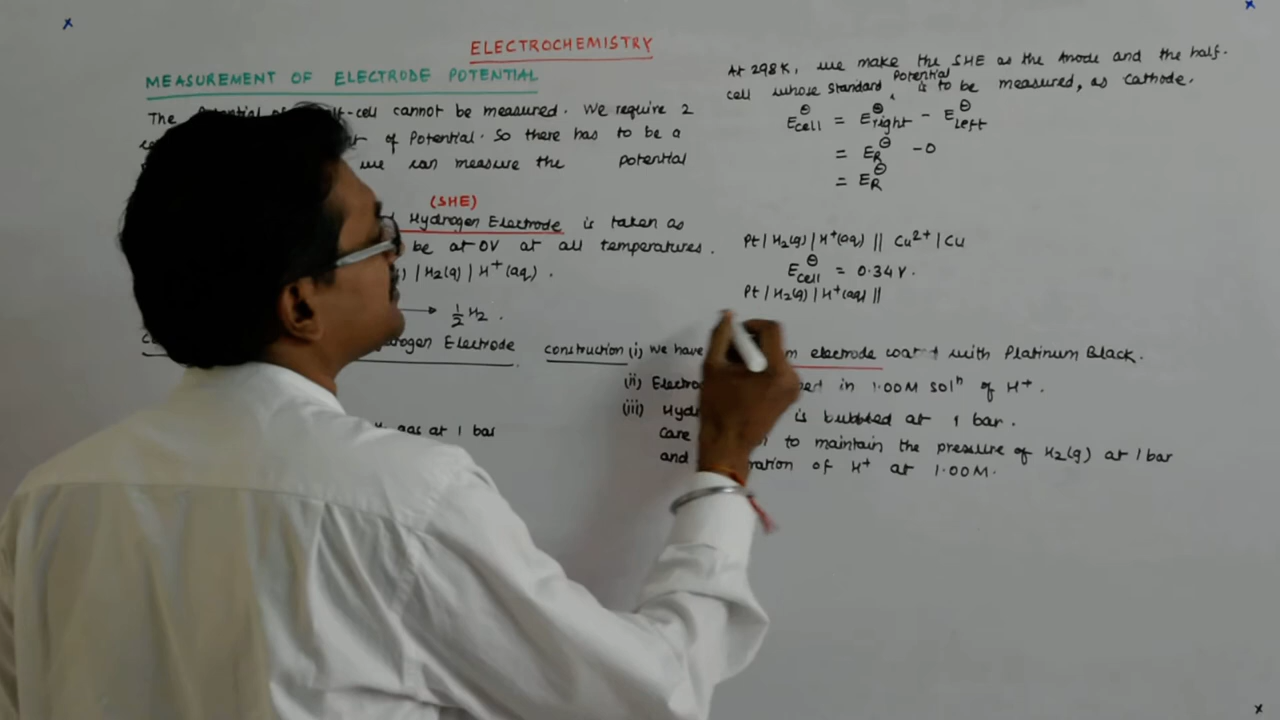 ELECTROCHEMISTRY
MEASUREMENT OF ELECTRODE POTENTIAL
The cell cannot be measured. We require 2
of Potential. So there has to be a
we can measure the potential
(SHE)
Hydrogen Electrode is taken as
be at 0V at all temperatures.
| H2(g) | H+ (aq).
→ 1/2 H2.
Electrode
gas at 1 bar
At 298K, we make the SHE as the Anode and the half-
cell whose standard Potential, is to be measured, as Cathode.
E⊖cell = E⊖right - E⊖left
= E⊖R - 0
= E⊖R
Pt | H2(g) | H+(aq) || Cu2+ | Cu
E⊖cell = 0.34 V.
Pt | H2(g) | H+(aq) ||
Construction (i) We have electrode coated with Platinum Black.
(ii) in 1.00M solⁿ of H+.
(iii) is bubbled at 1 bar.
Care to maintain the pressure of H2(g) at 1 bar
and of H+ at 1.00M.